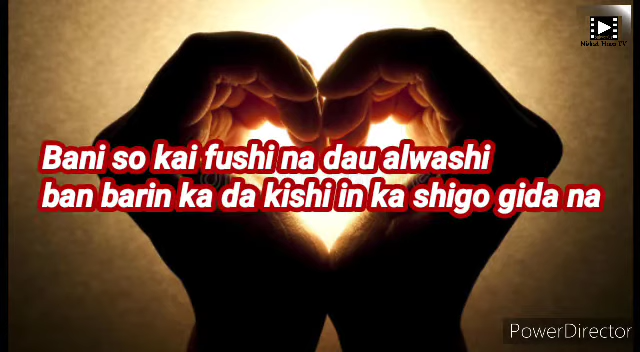 Bani so kai fushi na dau alwashi
ban barin ka da kishi in ka shigo gida na
PowerDirector